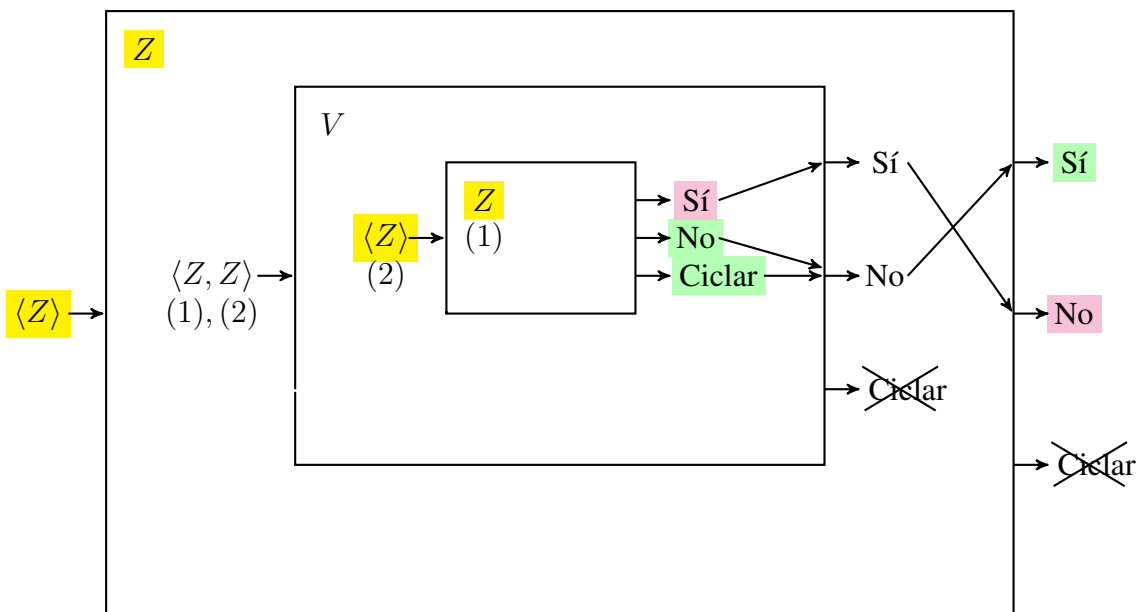 Z
V
Sí
Sí
Z
Sí
⟨Z⟩
(1)
No
(2)
⟨Z, Z⟩
Ciclar
No
⟨Z⟩
(1), (2)
No
Ciclar
Ciclar